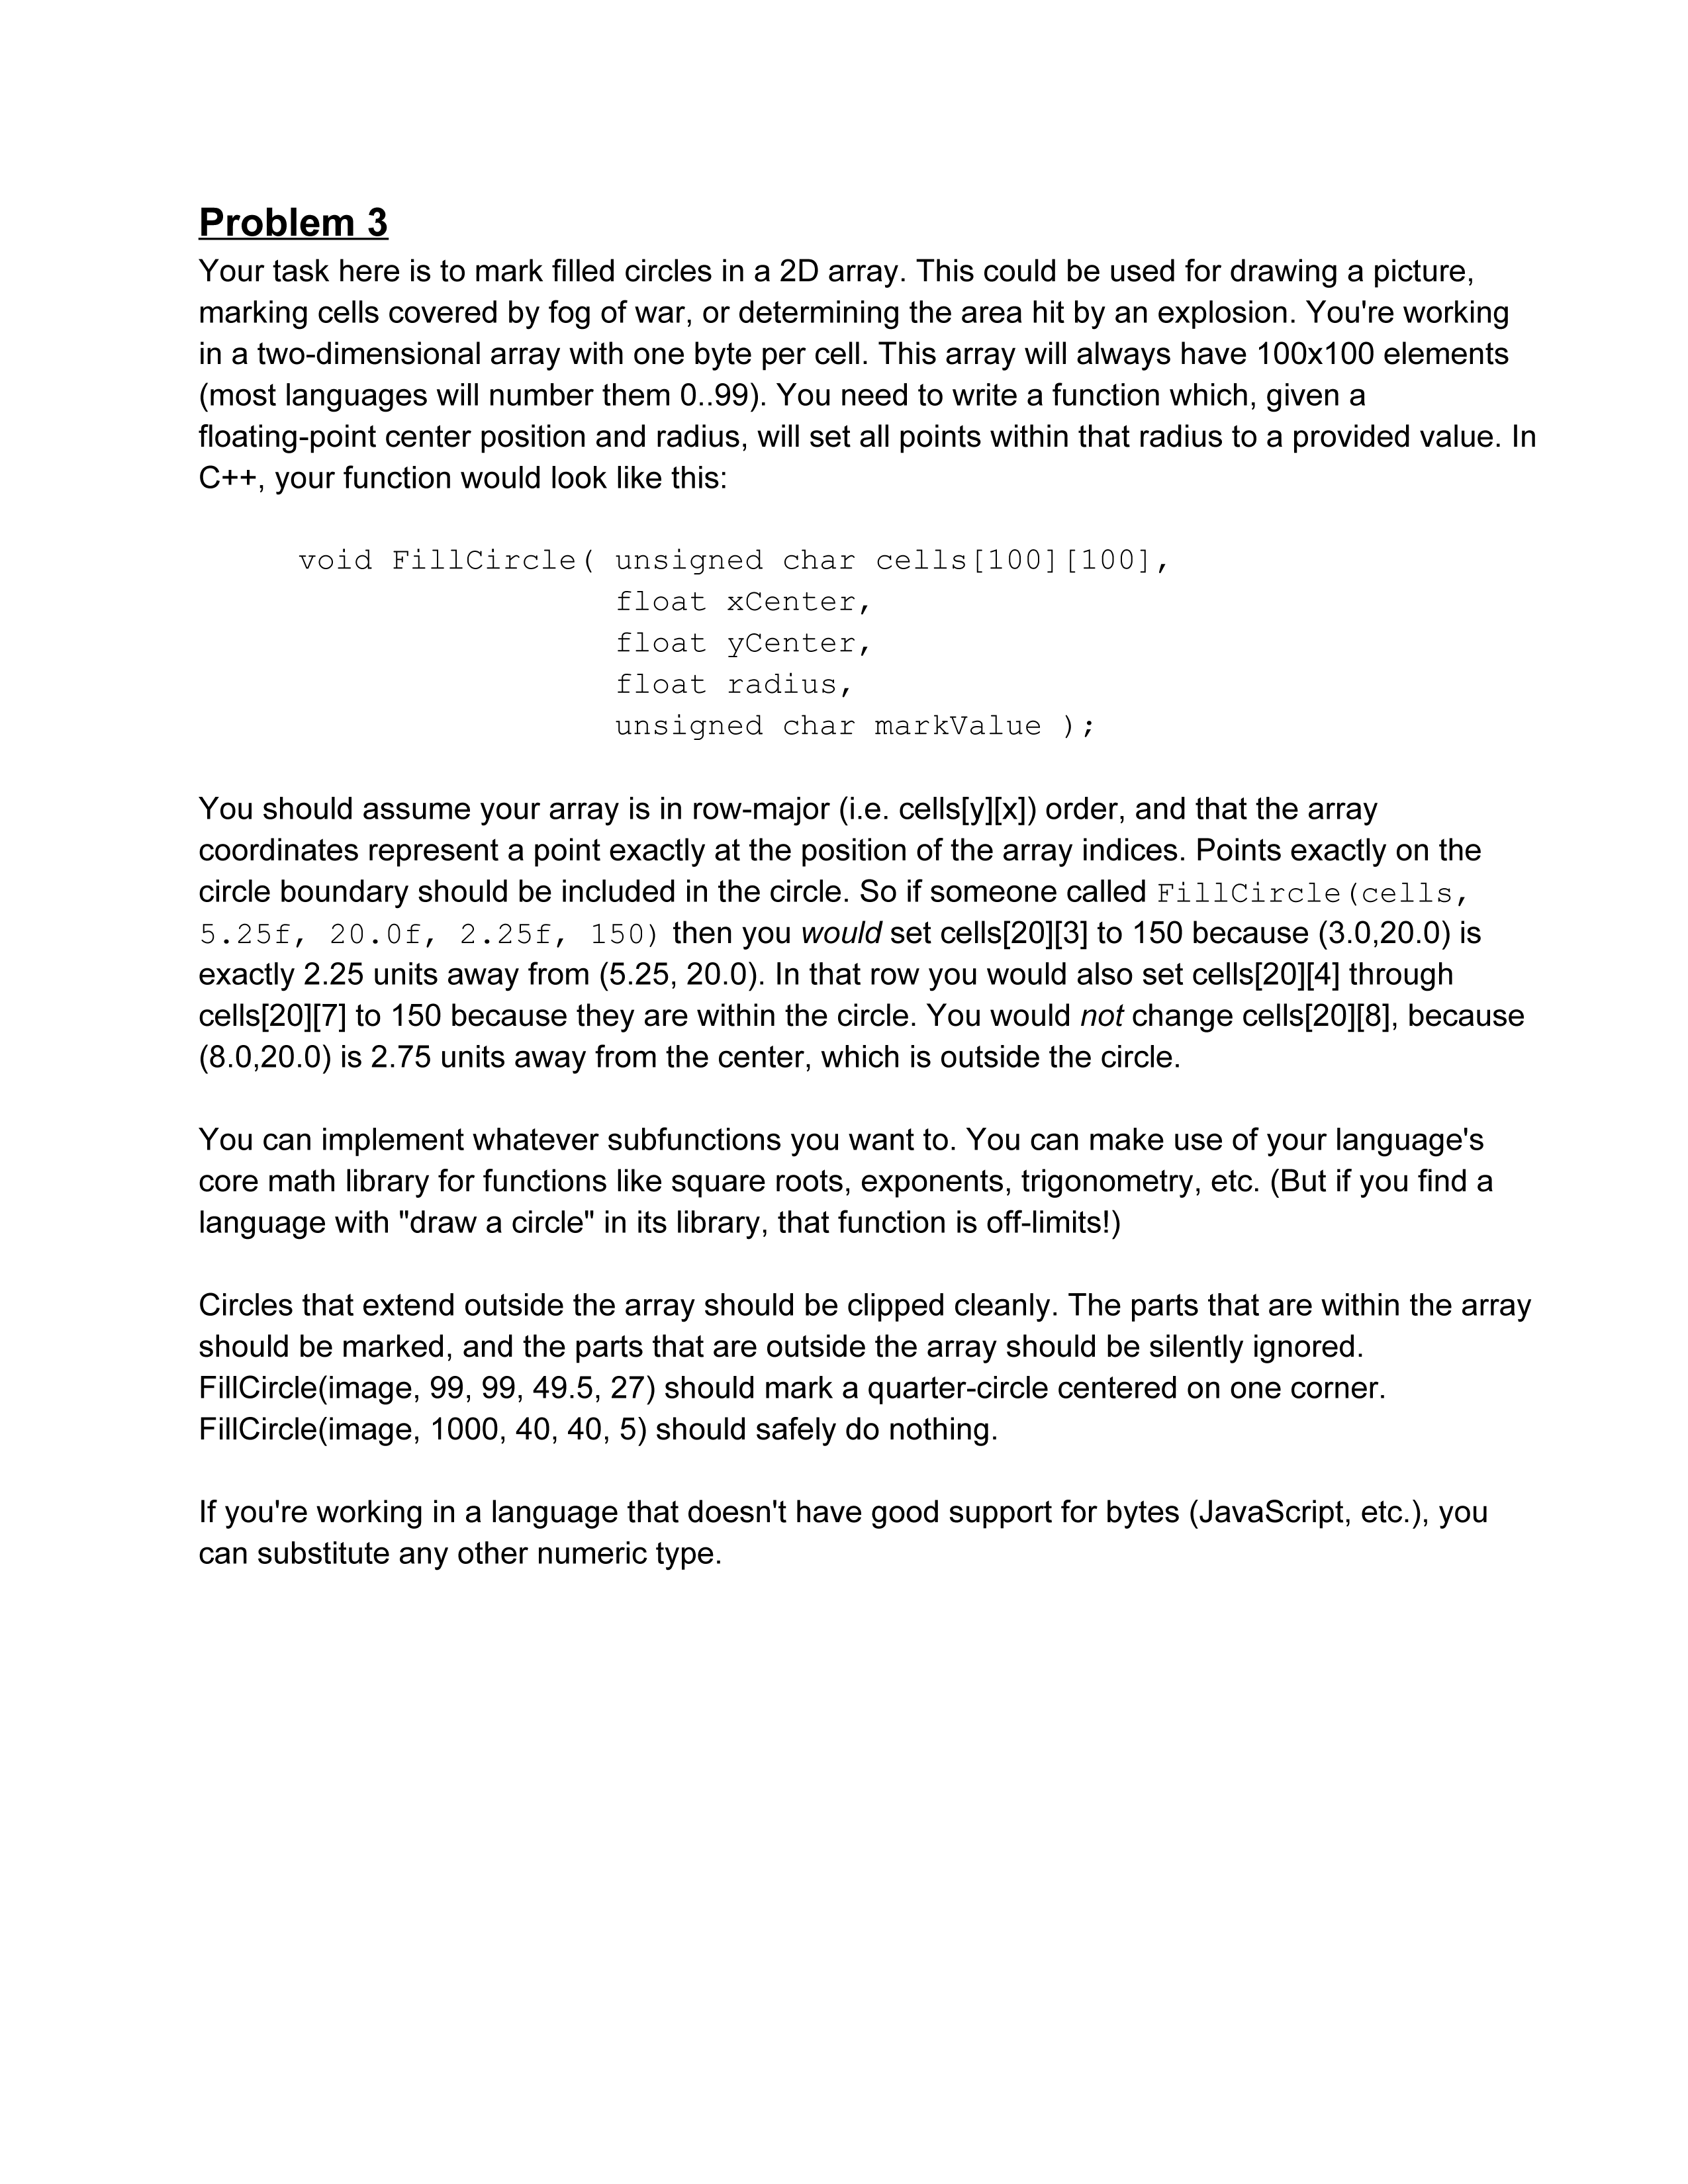 Problem 3
Your task here is to mark filled circles in a 2D array. This could be used for drawing a picture,
marking cells covered by fog of war, or determining the area hit by an explosion. You're working
in a two-dimensional array with one byte per cell. This array will always have 100x100 elements
(most languages will number them 0..99). You need to write a function which, given a
floating-point center position and radius, will set all points within that radius to a provided value. In
C++, your function would look like this:
void FillCircle( unsigned char cells[100][100],
float xCenter,
float yCenter,
float radius,
unsigned char markValue );
You should assume your array is in row-major (i.e. cells[y][x]) order, and that the array
coordinates represent a point exactly at the position of the array indices. Points exactly on the
circle boundary should be included in the circle. So if someone called FillCircle(cells,
5.25f, 20.0f, 2.25f, 150) then you would set cells[20][3] to 150 because (3.0,20.0) is
exactly 2.25 units away from (5.25, 20.0). In that row you would also set cells[20][4] through
cells[20][7] to 150 because they are within the circle. You would not change cells[20][8], because
(8.0,20.0) is 2.75 units away from the center, which is outside the circle.
You can implement whatever subfunctions you want to. You can make use of your language's
core math library for functions like square roots, exponents, trigonometry, etc. (But if you find a
language with "draw a circle" in its library, that function is off-limits!)
Circles that extend outside the array should be clipped cleanly. The parts that are within the array
should be marked, and the parts that are outside the array should be silently ignored.
FillCircle(image, 99, 99, 49.5, 27) should mark a quarter-circle centered on one corner.
FillCircle(image, 1000, 40, 40, 5) should safely do nothing.
If you're working in a language that doesn't have good support for bytes (JavaScript, etc.), you
can substitute any other numeric type.